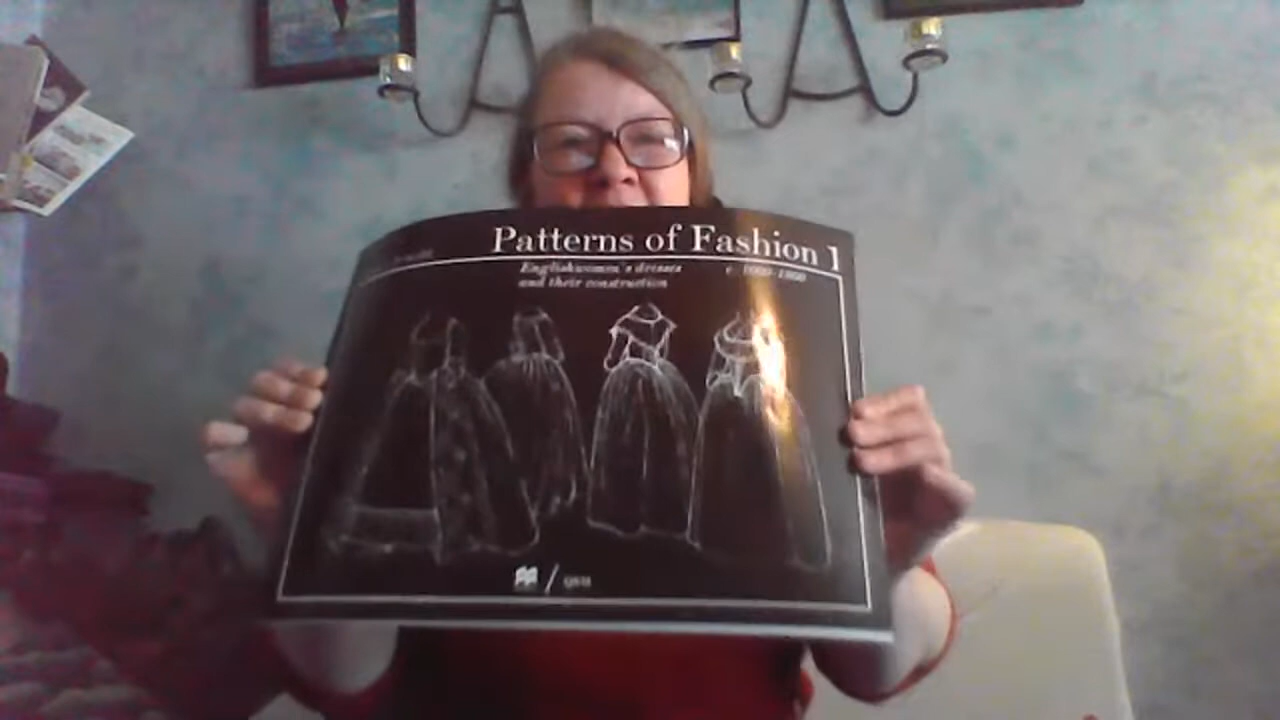 Patterns of Fashion 1
Englishwomen's dresses
and their construction